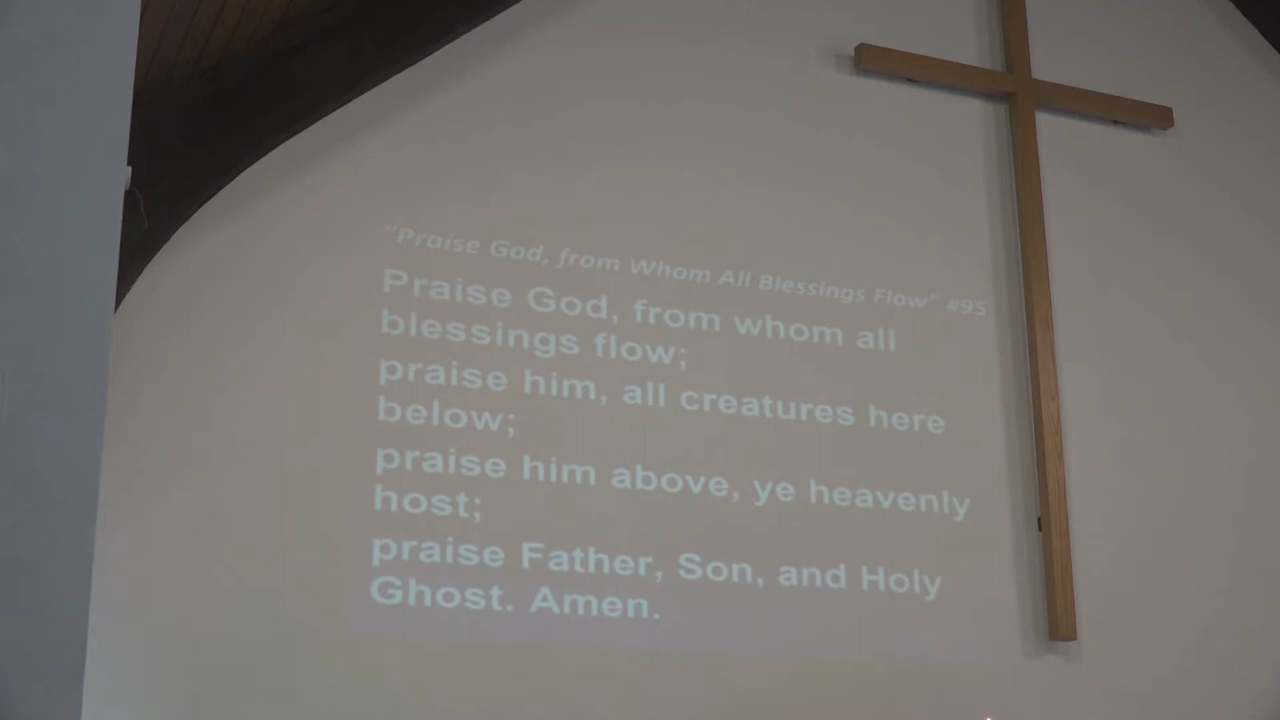 "Praise God, from Whom All Blessings Flow" #95
Praise God, from whom all
blessings flow;
praise him, all creatures here
below;
praise him above, ye heavenly
host;
praise Father, Son, and Holy
Ghost. Amen.